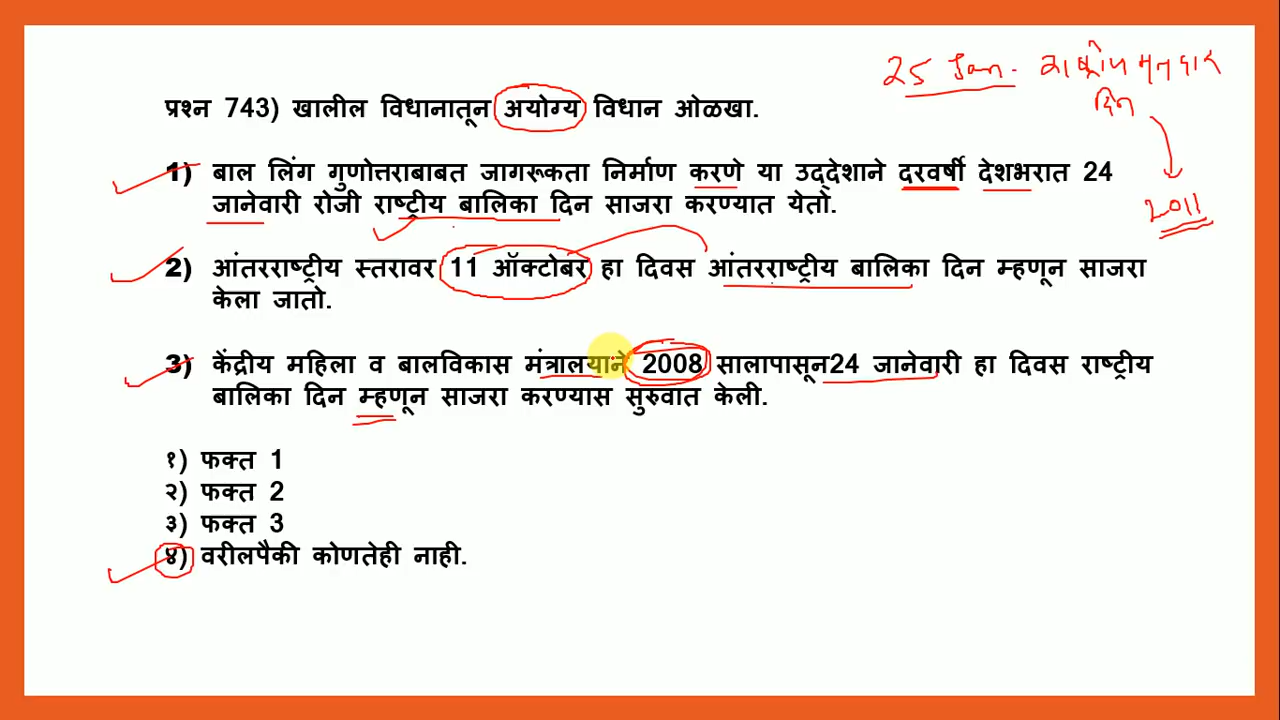 25 Jan. राष्ट्रीय मतदार
दिन
2011
प्रश्न 743) खालील विधानातून अयोग्य विधान ओळखा.
1) बाल लिंग गुणोत्तराबाबत जागरूकता निर्माण करणे या उद्देशाने दरवर्षी देशभरात 24
जानेवारी रोजी राष्ट्रीय बालिका दिन साजरा करण्यात येतो.
2) आंतरराष्ट्रीय स्तरावर 11 ऑक्टोबर हा दिवस आंतरराष्ट्रीय बालिका दिन म्हणून साजरा
केला जातो.
3) केंद्रीय महिला व बालविकास मंत्रालयाने 2008 सालापासून24 जानेवारी हा दिवस राष्ट्रीय
बालिका दिन म्हणून साजरा करण्यास सुरुवात केली.
१) फक्त 1
२) फक्त 2
३) फक्त 3
४) वरीलपैकी कोणतेही नाही.